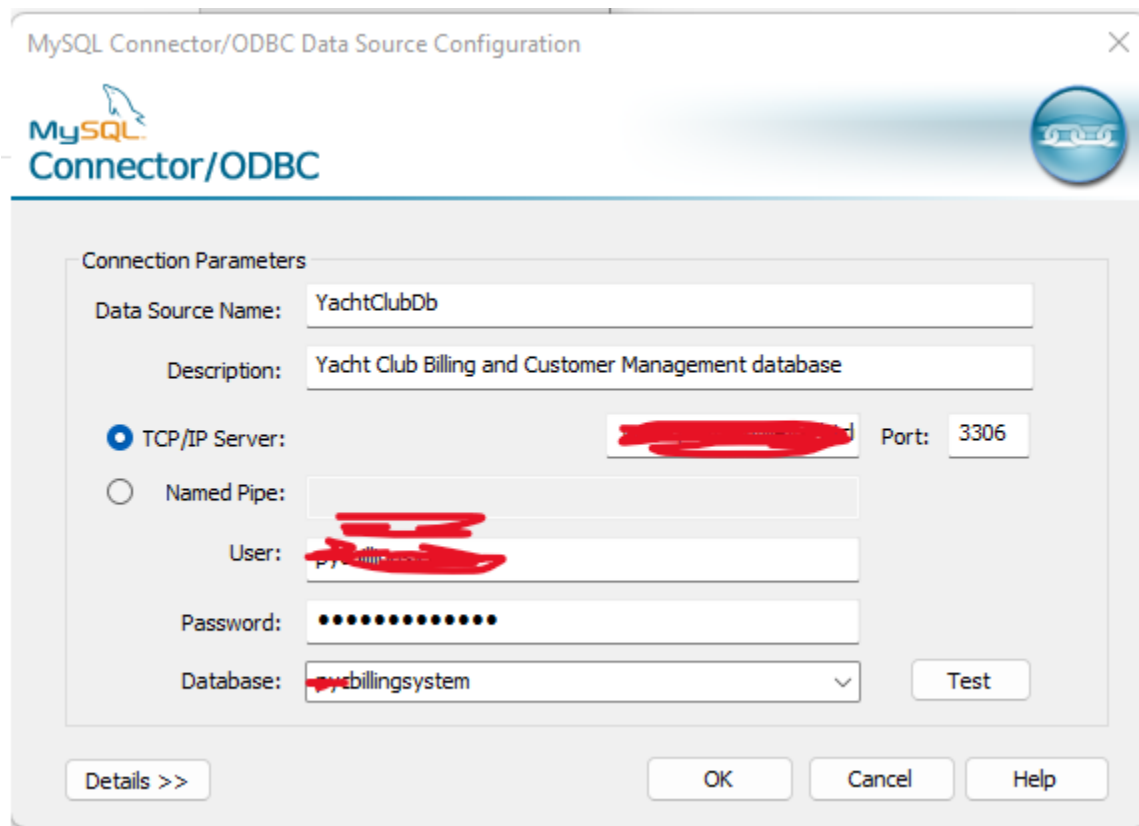 MySQL Connector/ODBC Data Source Configuration
MySQL
Connector/ODBC
Connection Parameters
Data Source Name: YachtClubDb
Description: Yacht Club Billing and Customer Management database
TCP/IP Server: Port: 3306
Named Pipe:
User:
Password: •••••••••••••
Database: billingsystem Test
Details >> OK Cancel Help